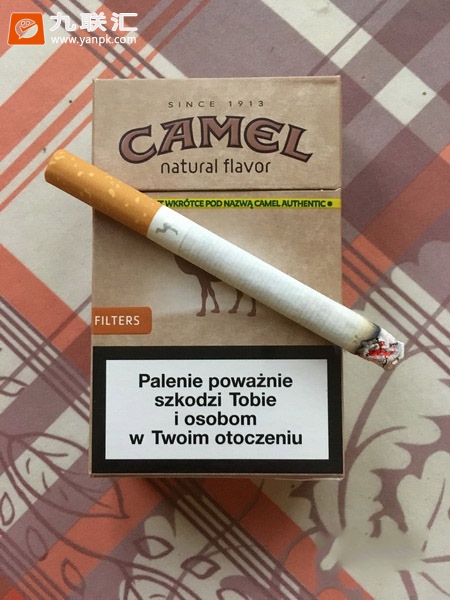 九联汇
www.yanpk.com
SINCE 1913
CAMEL
natural flavor
WKRÓTCE POD NAZWĄ CAMEL AUTHENTIC
FILTERS
Palenie poważnie
szkodzi Tobie
i osobom
w Twoim otoczeniu